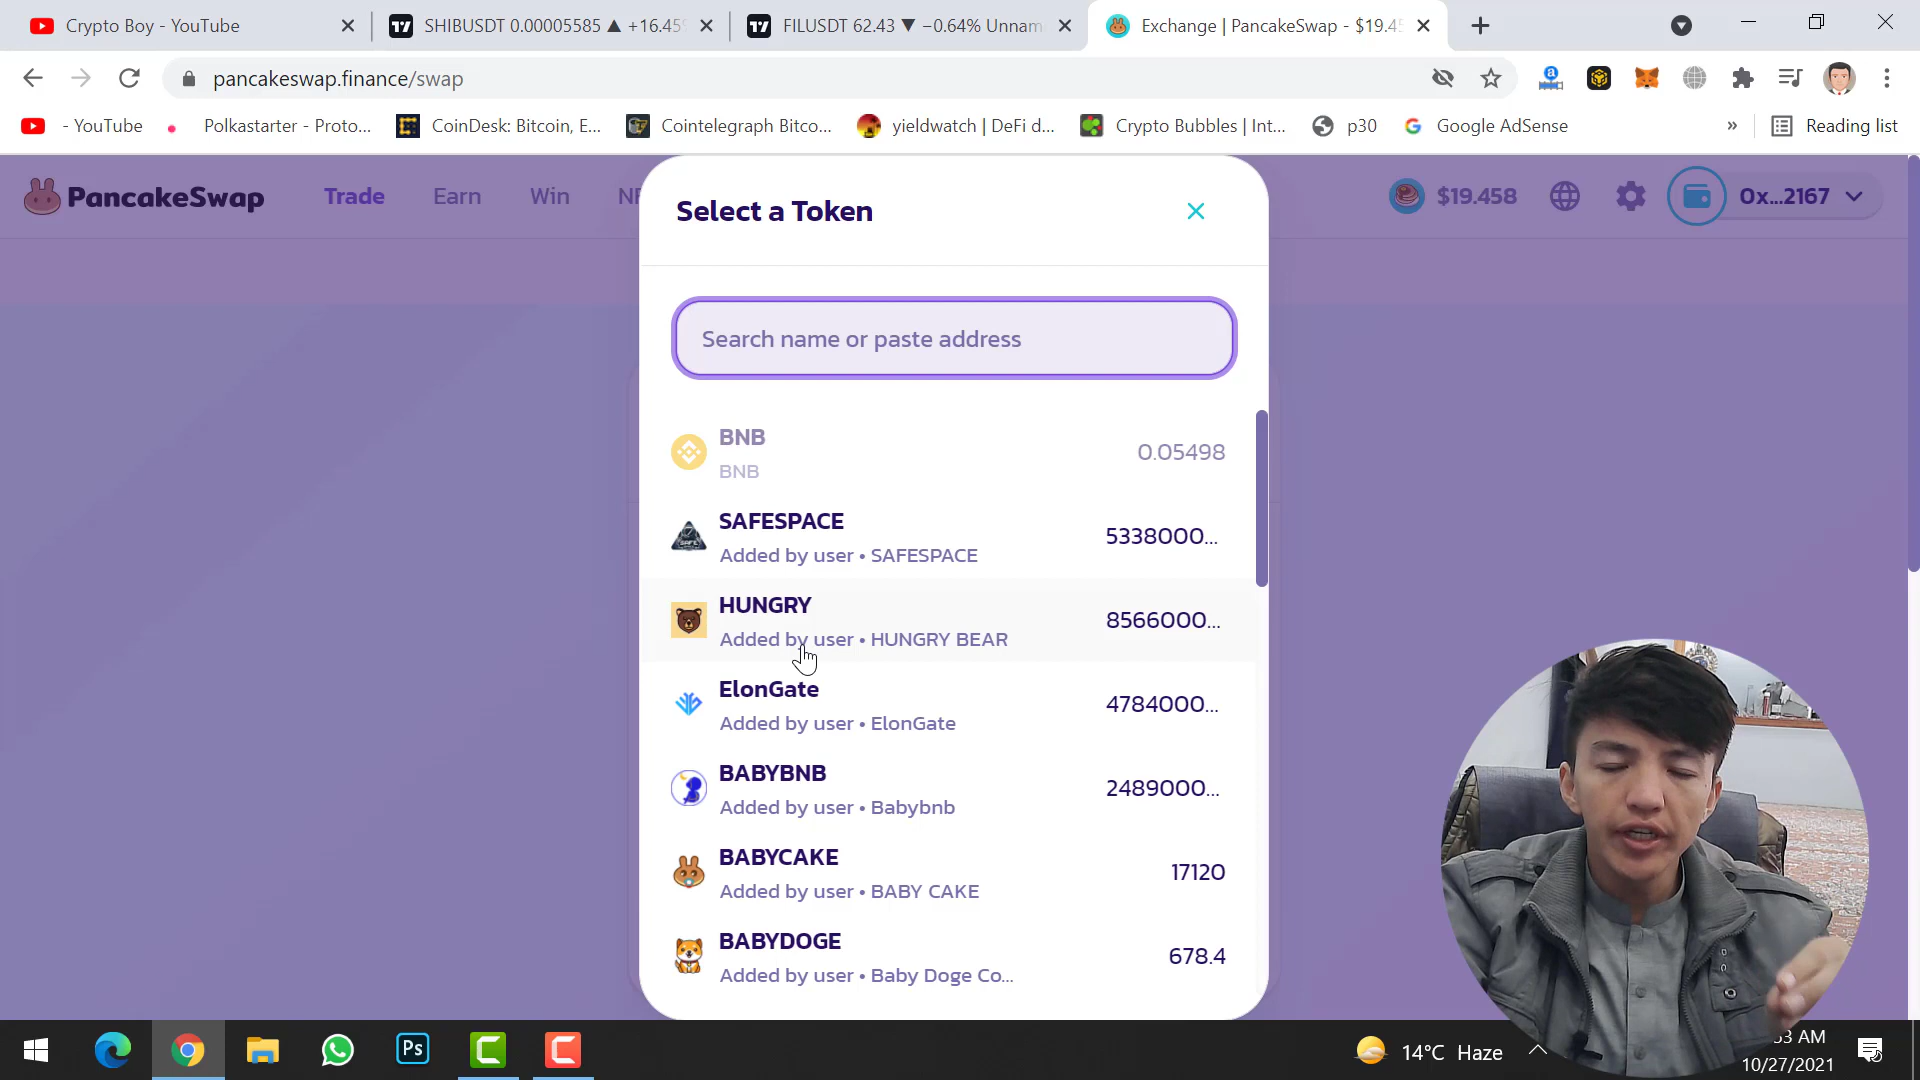 Crypto Boy - YouTube
SHIBUSDT 0.00005585 ▲ +16.45%
FILUSDT 62.43 ▼ −0.64% Unnam
Exchange | PancakeSwap - $19.45
pancakeswap.finance/swap
- YouTube
Polkastarter - Proto...
CoinDesk: Bitcoin, E...
Cointelegraph Bitco...
yieldwatch | DeFi d...
Crypto Bubbles | Int...
p30
Google AdSense
»
Reading list
PancakeSwap
Trade
Earn
Win
NF
$19.458
0x...2167
Select a Token
Search name or paste address
BNB
BNB
0.05498
SAFESPACE
Added by user • SAFESPACE
5338000...
HUNGRY
Added by user • HUNGRY BEAR
8566000...
ElonGate
Added by user • ElonGate
4784000...
BABYBNB
Added by user • Babybnb
2489000...
BABYCAKE
Added by user • BABY CAKE
17120
BABYDOGE
Added by user • Baby Doge Co...
678.4
Ps
14°C Haze
53 AM
10/27/2021